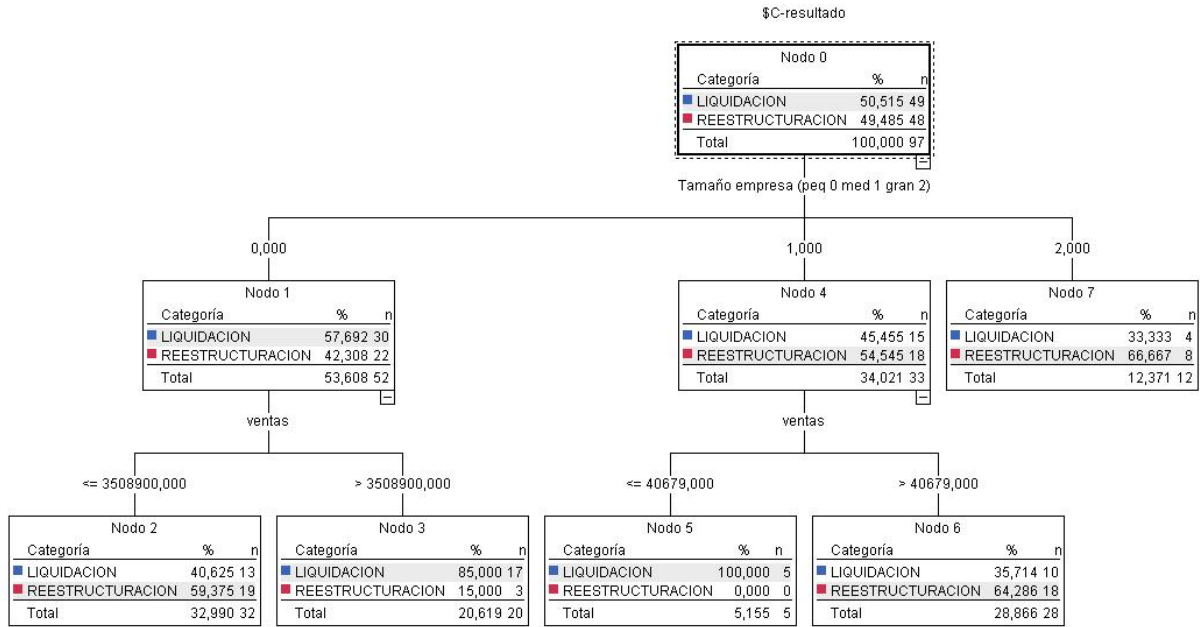 $C-resultado
Nodo 0
Categoría % n
LIQUIDACION 50,515 49
REESTRUCTURACION 49,485 48
Total 100,000 97
Tamaño empresa (peq 0 med 1 gran 2)
0,000 1,000 2,000
Nodo 1
Categoría % n
LIQUIDACION 57,692 30
REESTRUCTURACION 42,308 22
Total 53,608 52
Nodo 4
Categoría % n
LIQUIDACION 45,455 15
REESTRUCTURACION 54,545 18
Total 34,021 33
Nodo 7
Categoría % n
LIQUIDACION 33,333 4
REESTRUCTURACION 66,667 8
Total 12,371 12
ventas
ventas
<= 3508900,000
> 3508900,000
<= 40679,000
> 40679,000
Nodo 2
Categoría % n
LIQUIDACION 40,625 13
REESTRUCTURACION 59,375 19
Total 32,990 32
Nodo 3
Categoría % n
LIQUIDACION 85,000 17
REESTRUCTURACION 15,000 3
Total 20,619 20
Nodo 5
Categoría % n
LIQUIDACION 100,000 5
REESTRUCTURACION 0,000 0
Total 5,155 5
Nodo 6
Categoría % n
LIQUIDACION 35,714 10
REESTRUCTURACION 64,286 18
Total 28,866 28